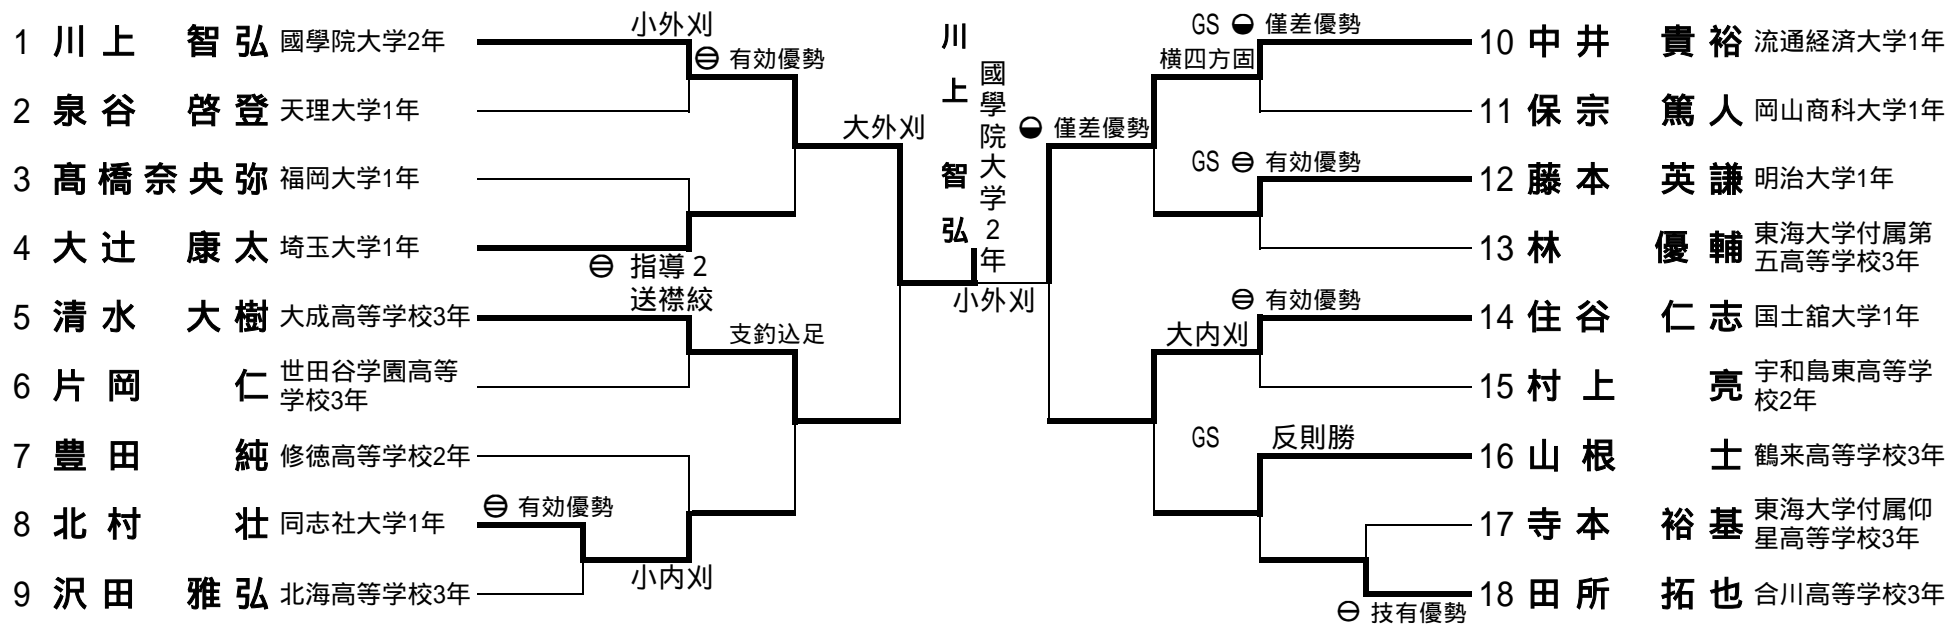 1 川上 智弘 國學院大学2年
2 泉谷 啓登 天理大学1年
3 髙橋奈央弥 福岡大学1年
4 大辻 康太 埼玉大学1年
5 清水 大樹 大成高等学校3年
6 片岡 仁 世田谷学園高等
学校3年
7 豊田 純 修徳高等学校2年
8 北村 壮 同志社大学1年
9 沢田 雅弘 北海高等学校3年
小外刈
有効優勢
指導2
送襟絞
支釣込足
有効優勢
小内刈
大外刈
川上 智弘
國學院大学2年
小外刈
僅差優勢
GS 僅差優勢
横四方固
GS 有効優勢
有効優勢
大内刈
GS 反則勝
技有優勢
10 中井 貴裕 流通経済大学1年
11 保宗 篤人 岡山商科大学1年
12 藤本 英謙 明治大学1年
13 林 優輔 東海大学付属第
五高等学校3年
14 住谷 仁志 国士舘大学1年
15 村上 亮 宇和島東高等学
校2年
16 山根 士 鶴来高等学校3年
17 寺本 裕基 東海大学付属仰
星高等学校3年
18 田所 拓也 合川高等学校3年